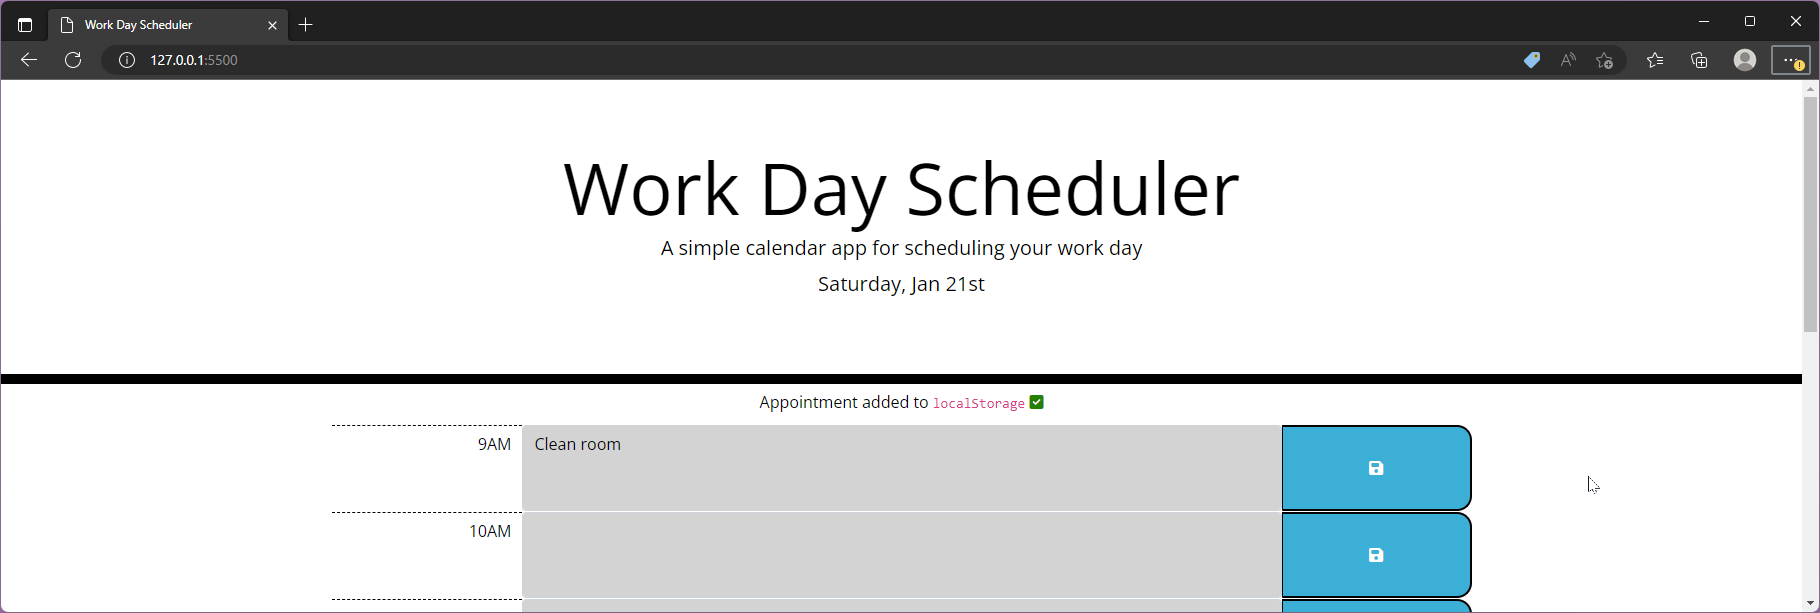 Work Day Scheduler
127.0.0.1:5500
Work Day Scheduler
A simple calendar app for scheduling your work day
Saturday, Jan 21st
Appointment added to localStorage
9AM Clean room
10AM